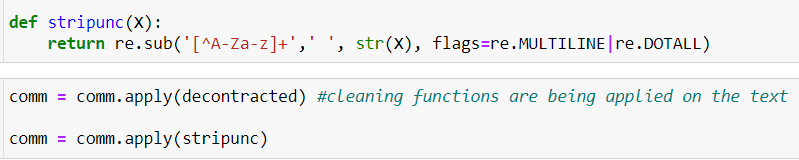 def stripunc(X):
    return re.sub('[^A-Za-z]+',' ', str(X), flags=re.MULTILINE|re.DOTALL)
comm = comm.apply(decontracted) #cleaning functions are being applied on the text
comm = comm.apply(stripunc)